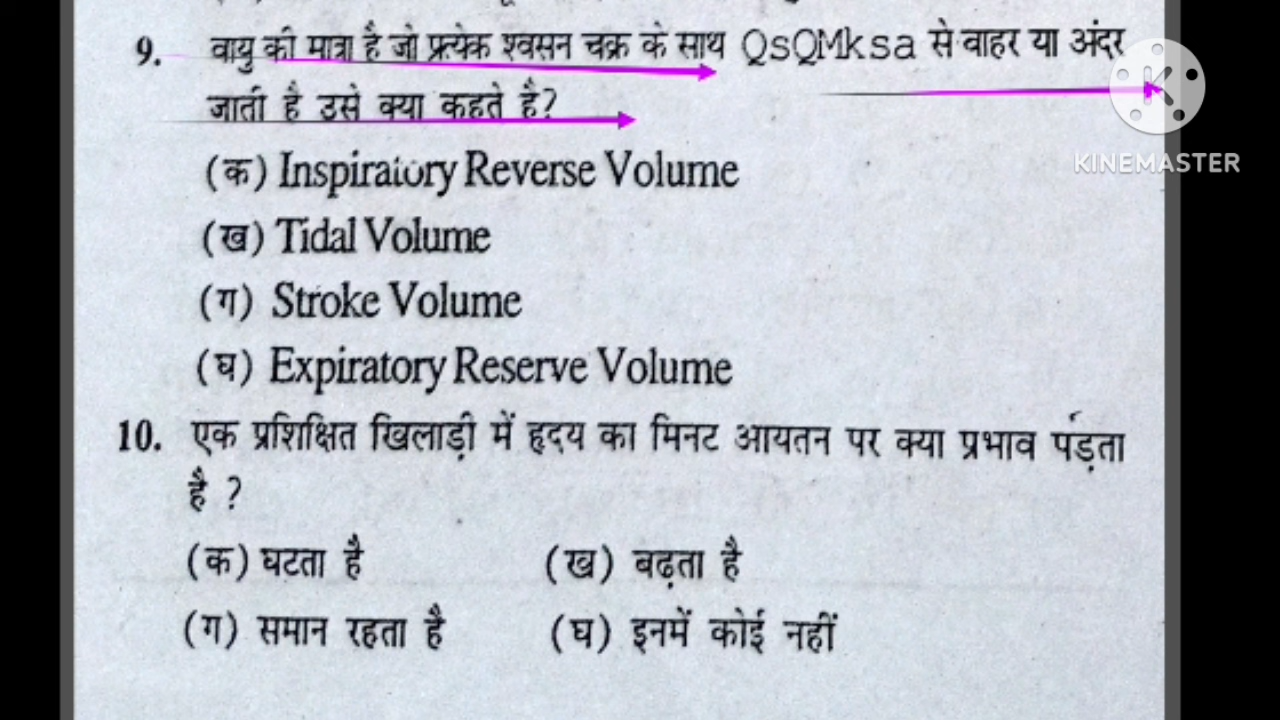 9. वायु की मात्रा है जो प्रत्येक श्वसन चक्र के साथ QsQMksa से वाहर या अंदर
जाती है उसे क्या कहते है?
(क) Inspiratory Reverse Volume
(ख) Tidal Volume
(ग) Stroke Volume
(घ) Expiratory Reserve Volume
10. एक प्रशिक्षित खिलाड़ी में हृदय का मिनट आयतन पर क्या प्रभाव पड़ता
है ?
(क) घटता है (ख) बढ़ता है
(ग) समान रहता है (घ) इनमें कोई नहीं
KINEMASTER